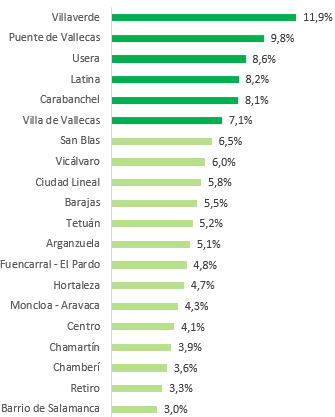 Villaverde 11,9%
Puente de Vallecas 9,8%
Usera 8,6%
Latina 8,2%
Carabanchel 8,1%
Villa de Vallecas 7,1%
San Blas 6,5%
Vicálvaro 6,0%
Ciudad Lineal 5,8%
Barajas 5,5%
Tetuán 5,2%
Arganzuela 5,1%
Fuencarral - El Pardo 4,8%
Hortaleza 4,7%
Moncloa - Aravaca 4,3%
Centro 4,1%
Chamartín 3,9%
Chamberí 3,6%
Retiro 3,3%
Barrio de Salamanca 3,0%